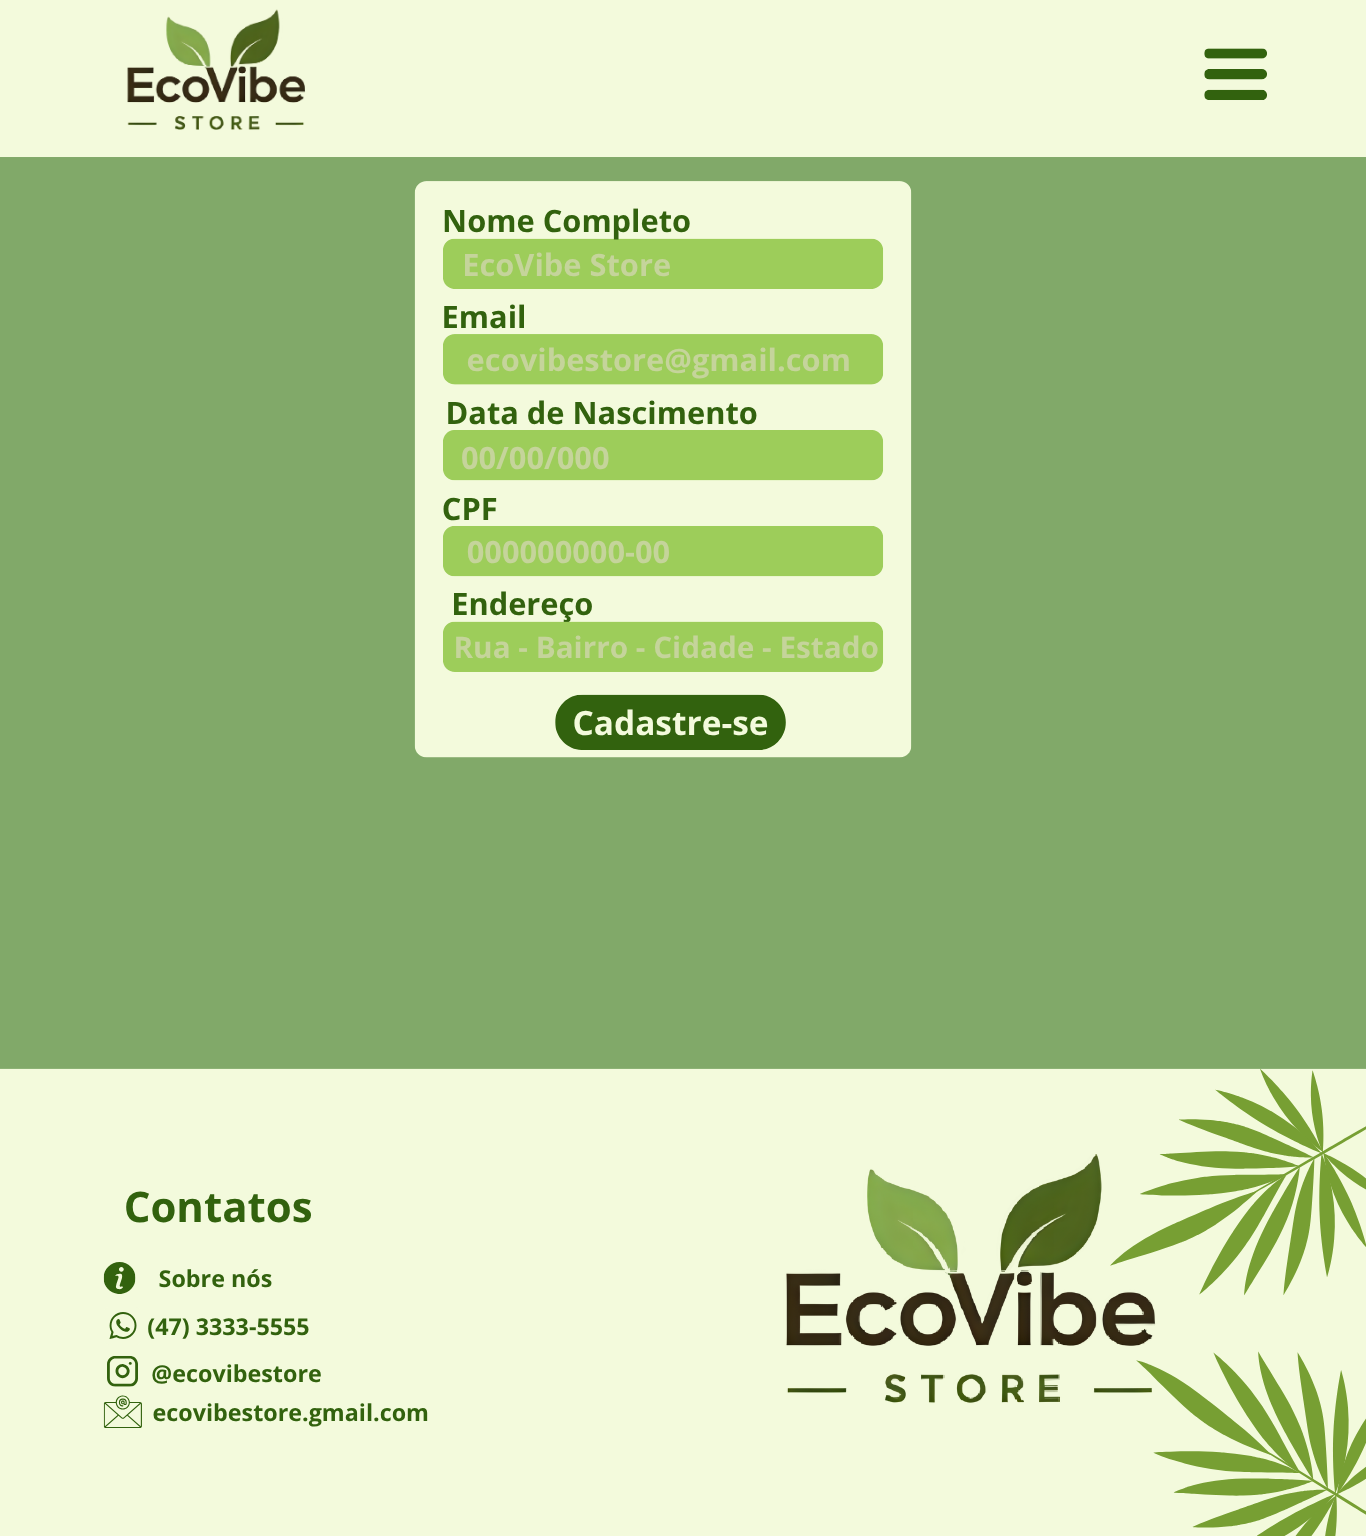 EcoVibe
STORE
Nome Completo
EcoVibe Store
Email
ecovibestore@gmail.com
Data de Nascimento
00/00/000
CPF
000000000-00
Endereço
Rua - Bairro - Cidade - Estado
Cadastre-se
Contatos
Sobre nós
(47) 3333-5555
@ecovibestore
ecovibestore.gmail.com
EcoVibe
STORE